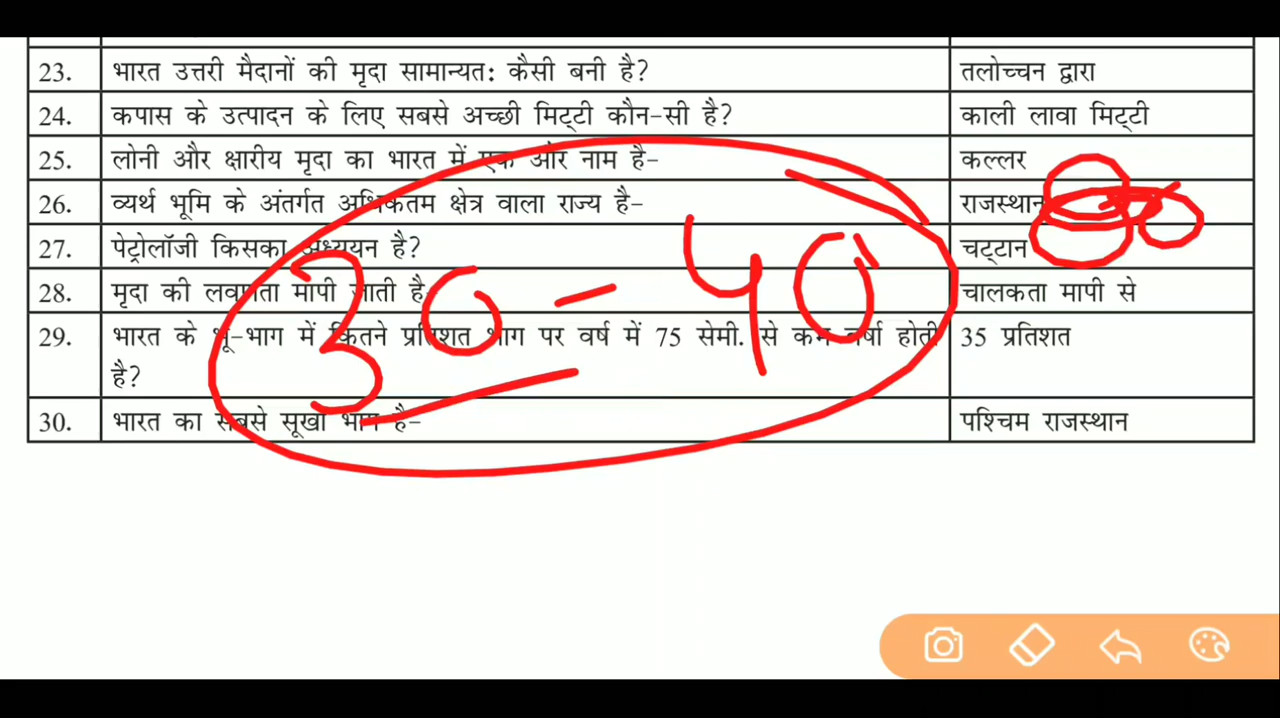 23. भारत उत्तरी मैदानों की मृदा सामान्यत: कैसी बनी है? तलोच्चन द्वारा
24. कपास के उत्पादन के लिए सबसे अच्छी मिट्टी कौन-सी है? काली लावा मिट्टी
25. लोनी और क्षारीय मृदा का भारत में एक और नाम है- कल्लर
26. व्यर्थ भूमि के अंतर्गत अधिकतम क्षेत्र वाला राज्य है- राजस्थान
27. पेट्रोलॉजी किसका अध्ययन है? चट्टान
28. मृदा की लवणता मापी जाती है- चालकता मापी से
29. भारत के भू-भाग में कितने प्रतिशत भाग पर वर्ष में 75 सेमी. से कम वर्षा होती 35 प्रतिशत
है?
30. भारत का सबसे सूखा भाग है- पश्चिम राजस्थान
30-40